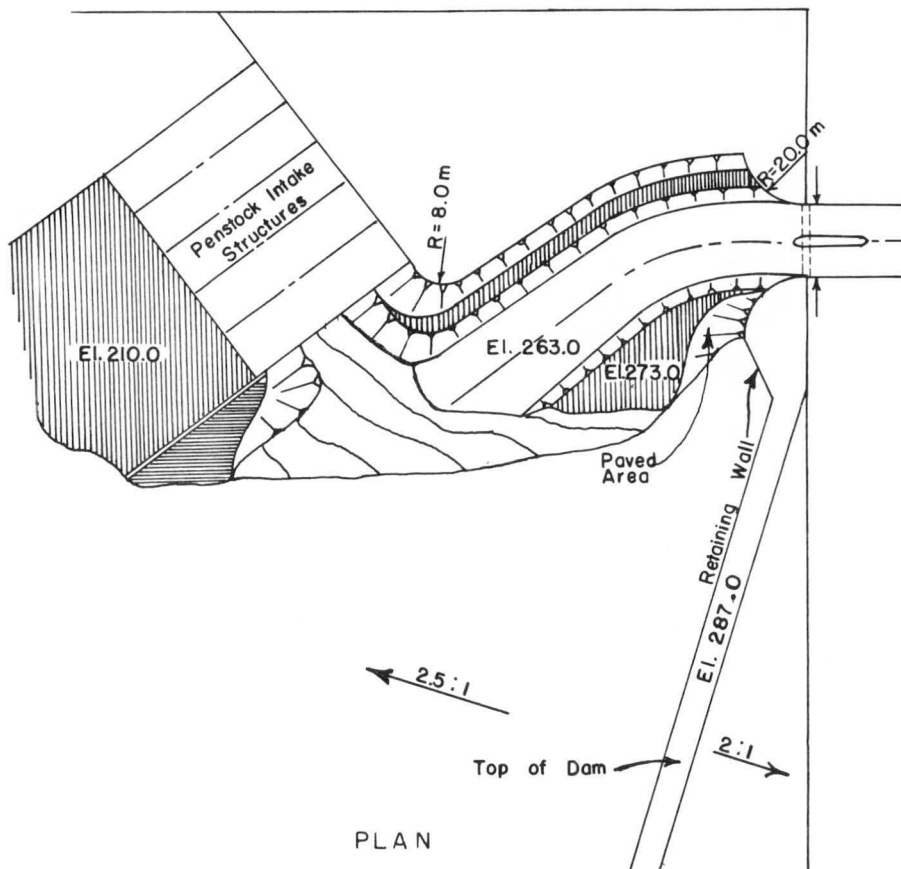 R=20.0 m
R = 8.0 m
Penstock Intake
Structures
El. 210.0
El. 263.0
El.273.0
Paved
Area
Retaining Wall
El. 287.0
2.5:1
2:1
Top of Dam
PLAN